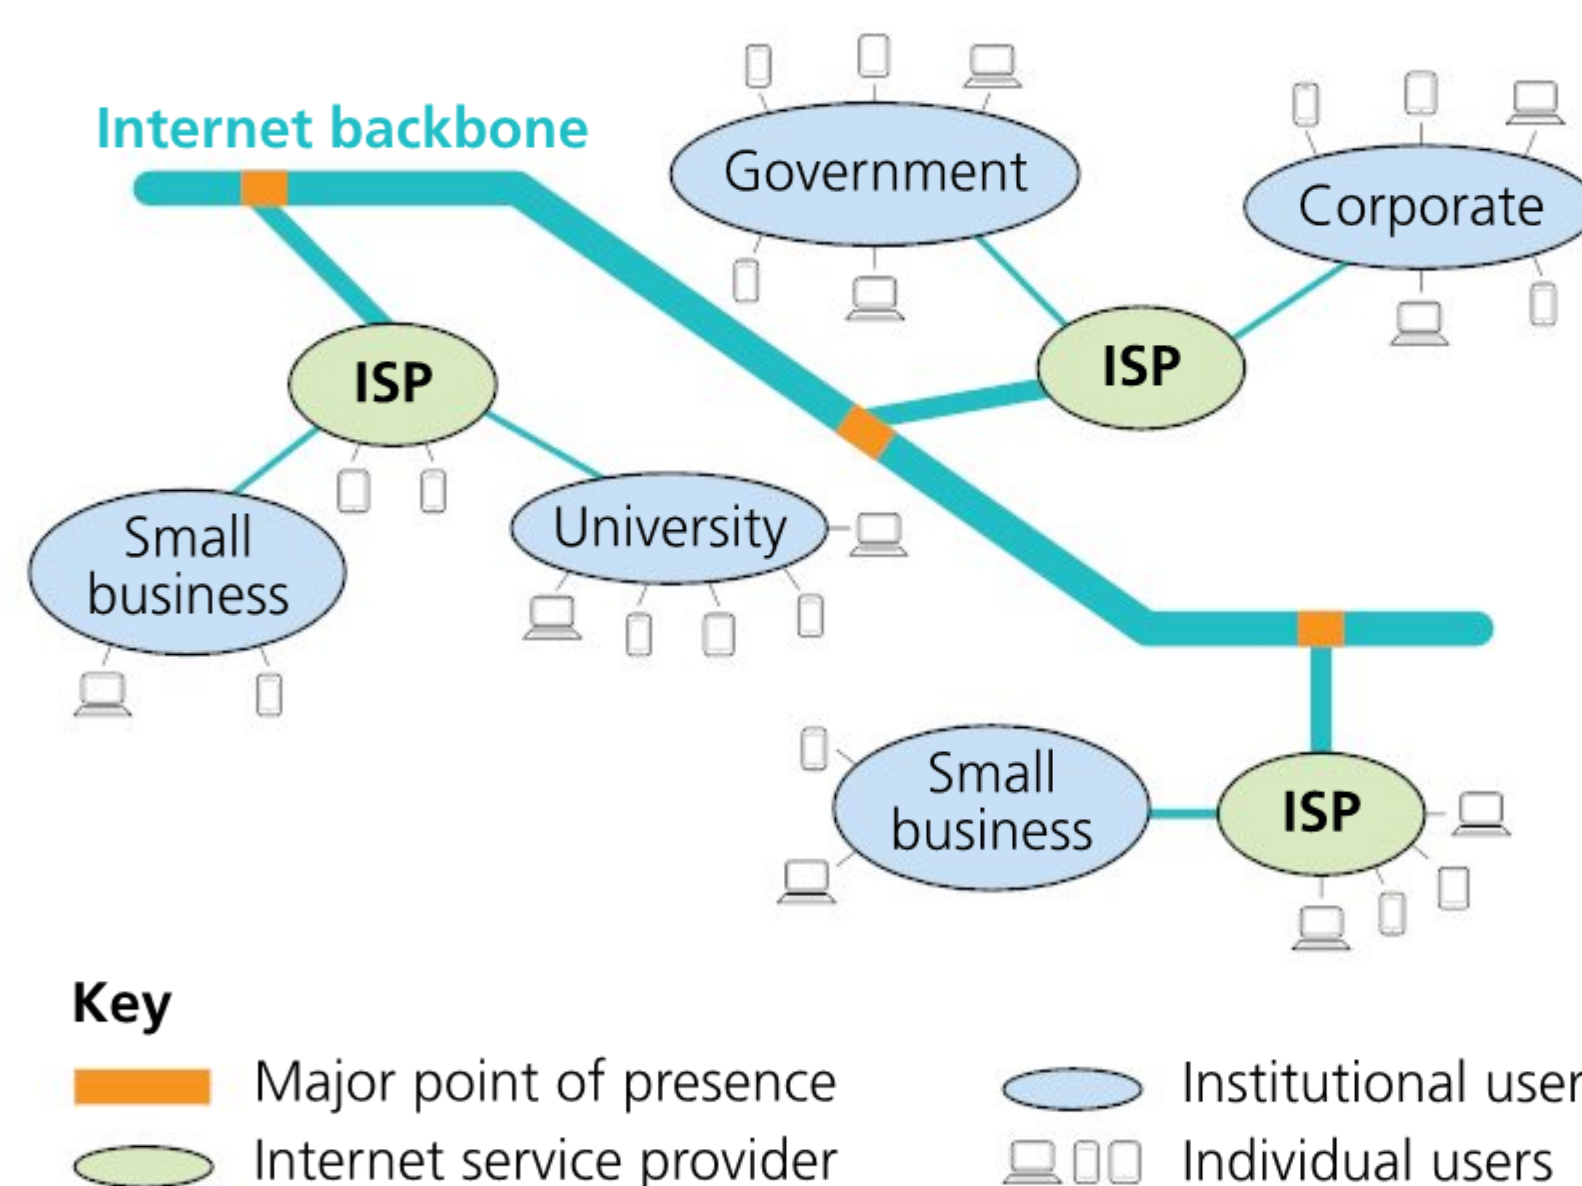 Internet backbone
Government
Corporate
ISP
ISP
Small
business
University
Small
business
ISP
Key
Major point of presence
Internet service provider
Institutional user
Individual users